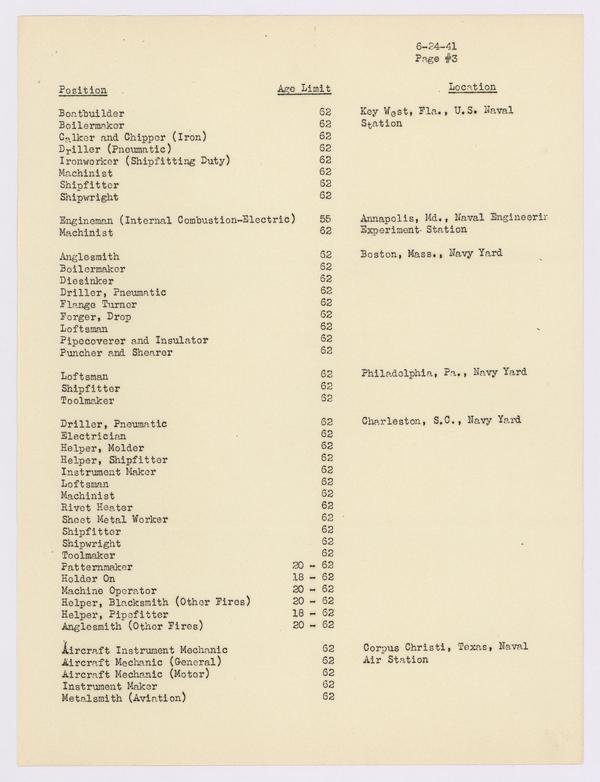 6-24-41
Page #3
Position Age Limit Location
Boatbuilder 62 Key West, Fla., U.S. Naval
Boilermaker 62 Station
Calker and Chipper (Iron) 62
Driller (Pneumatic) 62
Ironworker (Shipfitting Duty) 62
Machinist 62
Shipfitter 62
Shipwright 62
Engineman (Internal Combustion-Electric) 55 Annapolis, Md., Naval Engineerin
Machinist 62 Experiment Station
Anglesmith 62 Boston, Mass., Navy Yard
Boilermaker 62
Diesinker 62
Driller, Pneumatic 62
Flange Turner 62
Forger, Drop 62
Loftsman 62
Pipecoverer and Insulator 62
Puncher and Shearer 62
Loftsman 62 Philadelphia, Pa., Navy Yard
Shipfitter 62
Toolmaker 62
Driller, Pneumatic 62 Charleston, S.C., Navy Yard
Electrician 62
Helper, Molder 62
Helper, Shipfitter 62
Instrument Maker 62
Loftsman 62
Machinist 62
Rivet Heater 62
Sheet Metal Worker 62
Shipfitter 62
Shipwright 62
Toolmaker 62
Patternmaker 20 - 62
Holder On 18 - 62
Machine Operator 20 - 62
Helper, Blacksmith (Other Fires) 20 - 62
Helper, Pipefitter 18 - 62
Anglesmith (Other Fires) 20 - 62
Aircraft Instrument Mechanic 62 Corpus Christi, Texas, Naval
Aircraft Mechanic (General) 62 Air Station
Aircraft Mechanic (Motor) 62
Instrument Maker 62
Metalsmith (Aviation) 62